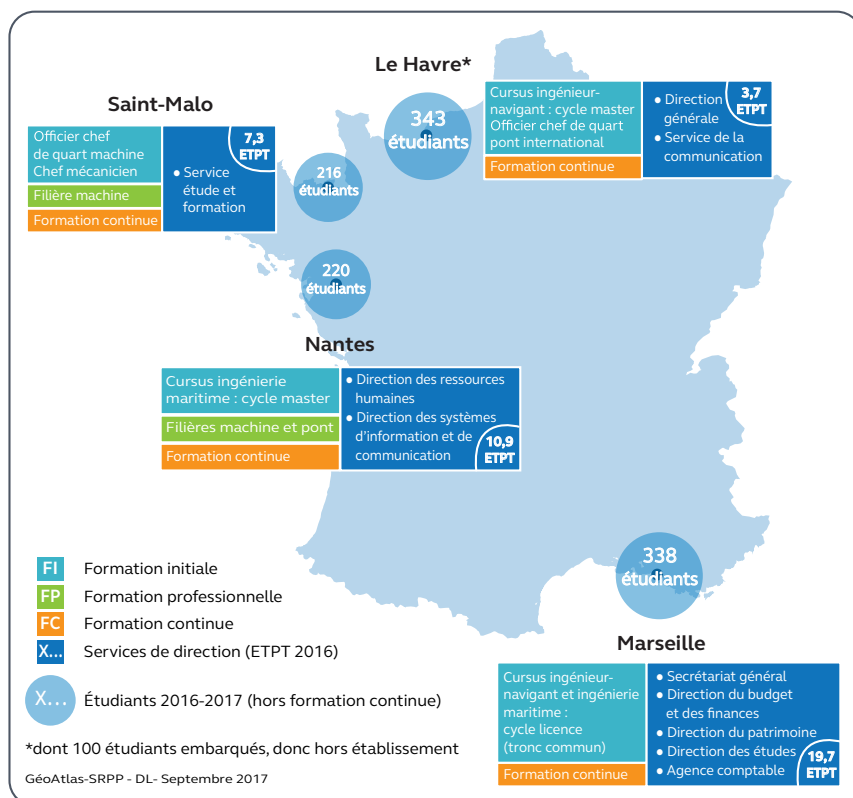 Le Havre*
343
étudiants
Cursus ingénieur-
navigant : cycle master
Officier chef de quart
pont international
Formation continue
● Direction
générale
● Service de la
communication
3,7
ETPT
Saint-Malo
Officier chef
de quart machine
Chef mécanicien
Filière machine
Formation continue
● Service
étude et
formation
7,3
ETPT
216
étudiants
220
étudiants
Nantes
Cursus ingénierie
maritime : cycle master
Filières machine et pont
Formation continue
● Direction des ressources
humaines
● Direction des systèmes
d’information et de
communication
10,9
ETPT
338
étudiants
Marseille
Cursus ingénieur-
navigant et ingénierie
maritime :
cycle licence
(tronc commun)
Formation continue
● Secrétariat général
● Direction du budget
et des finances
● Direction du patrimoine
● Direction des études
● Agence comptable
19,7
ETPT
FI Formation initiale
FP Formation professionnelle
FC Formation continue
X... Services de direction (ETPT 2016)
X... Étudiants 2016-2017 (hors formation continue)
*dont 100 étudiants embarqués, donc hors établissement
GéoAtlas-SRPP - DL- Septembre 2017